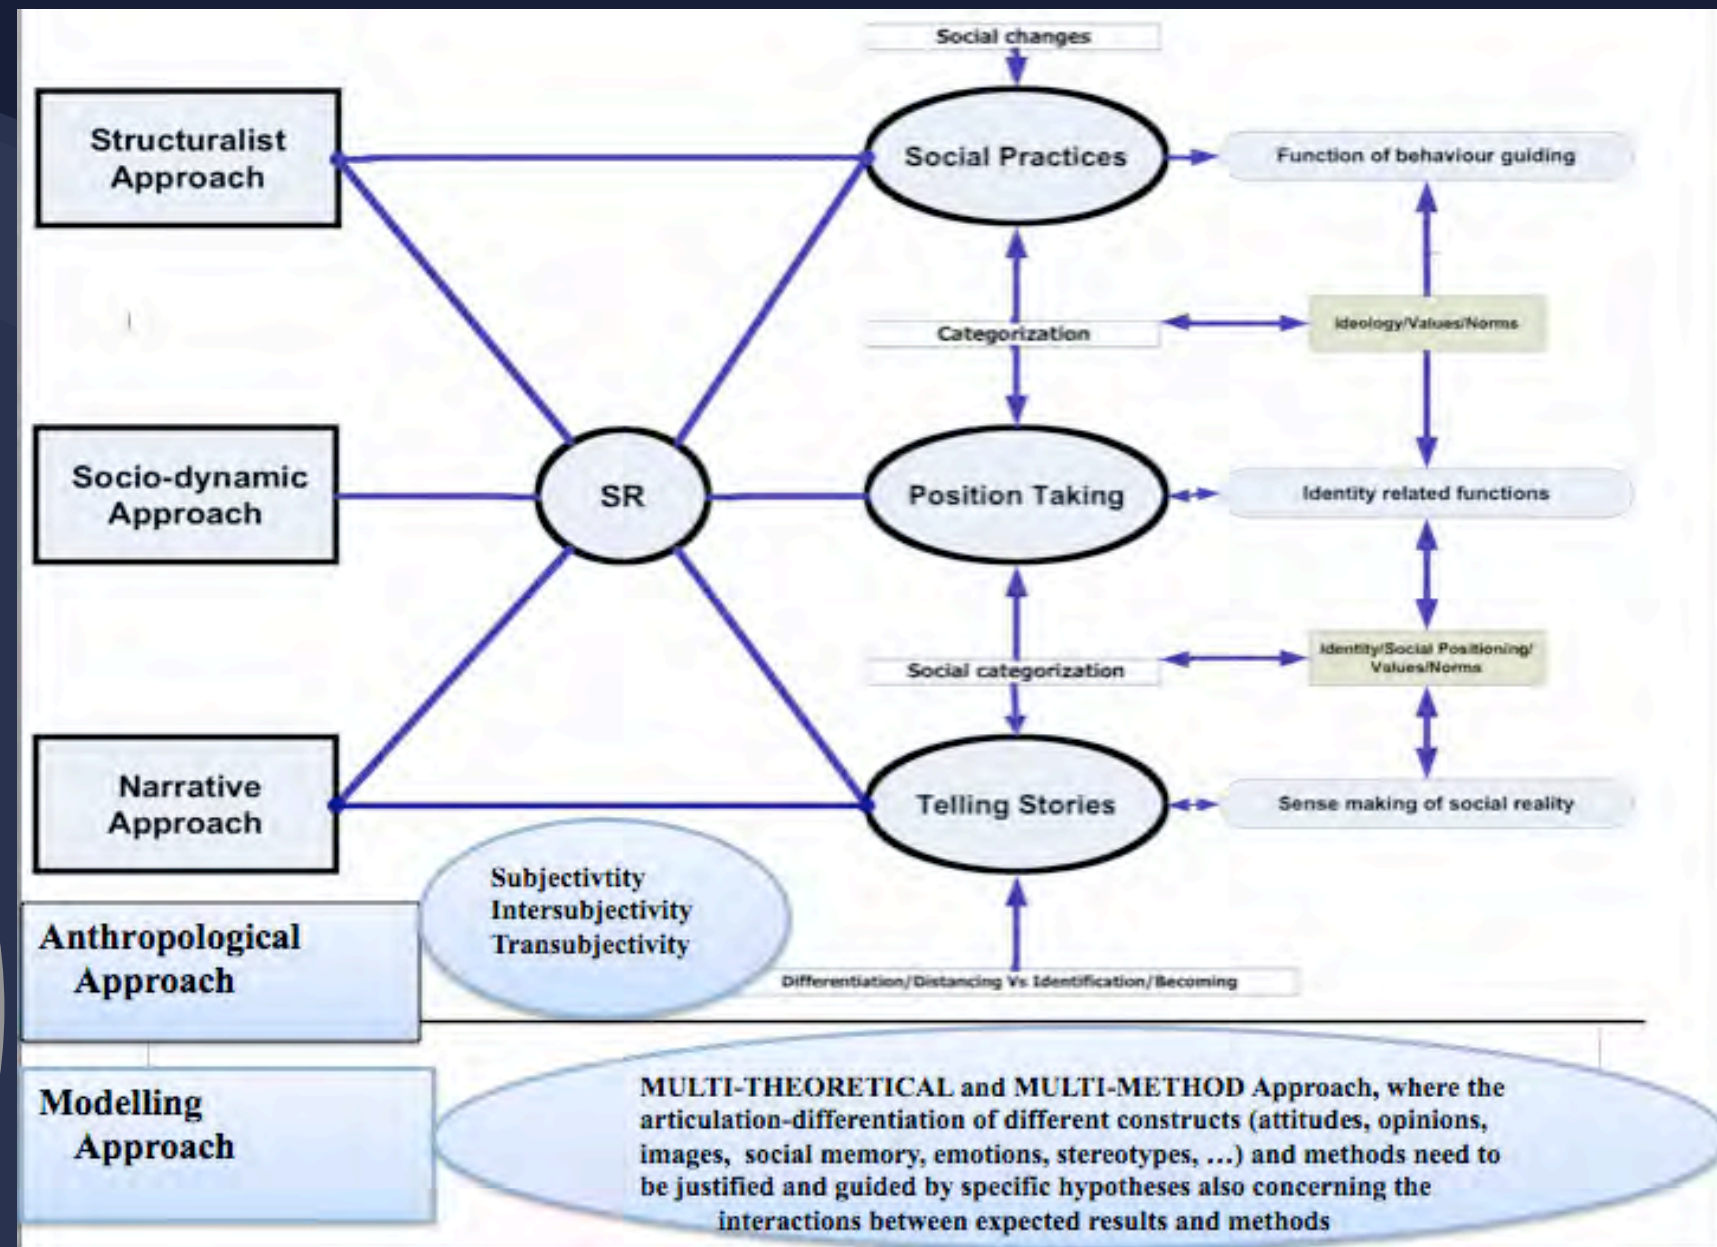 Social changes
Structuralist
Approach
Social Practices
Function of behaviour guiding
Categorization
Ideology/Values/Norms
Socio-dynamic
Approach
SR
Position Taking
Identity related functions
Social categorization
Identity/Social Positioning/
Values/Norms
Narrative
Approach
Telling Stories
Sense making of social reality
Subjectivtity
Intersubjectivity
Transubjectivity
Anthropological
Approach
Differentiation/Distancing Vs Identification/Becoming
Modelling
Approach
MULTI-THEORETICAL and MULTI-METHOD Approach, where the
articulation-differentiation of different constructs (attitudes, opinions,
images, social memory, emotions, stereotypes, ...) and methods need to
be justified and guided by specific hypotheses also concerning the
interactions between expected results and methods